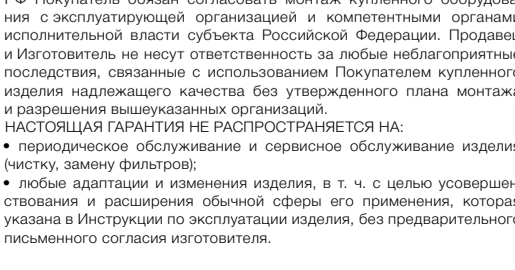 РФ Покупатель обязан согласовать монтаж купленного оборудова
ния с эксплуатирующей организацией и компетентными органами
исполнительной власти субъекта Российской Федерации. Продавец
и Изготовитель не несут ответственность за любые неблагоприятные
последствия, связанные с использованием Покупателем купленного
изделия надлежащего качества без утвержденного плана монтажа
и разрешения вышеуказанных организаций.
НАСТОЯЩАЯ ГАРАНТИЯ НЕ РАСПРОСТРАНЯЕТСЯ НА:
• периодическое обслуживание и сервисное обслуживание изделия
(чистку, замену фильтров);
• любые адаптации и изменения изделия, в т. ч. с целью усовершен
ствования и расширения обычной сферы его применения, которая
указана в Инструкции по эксплуатации изделия, без предварительного
письменного согласия изготовителя.